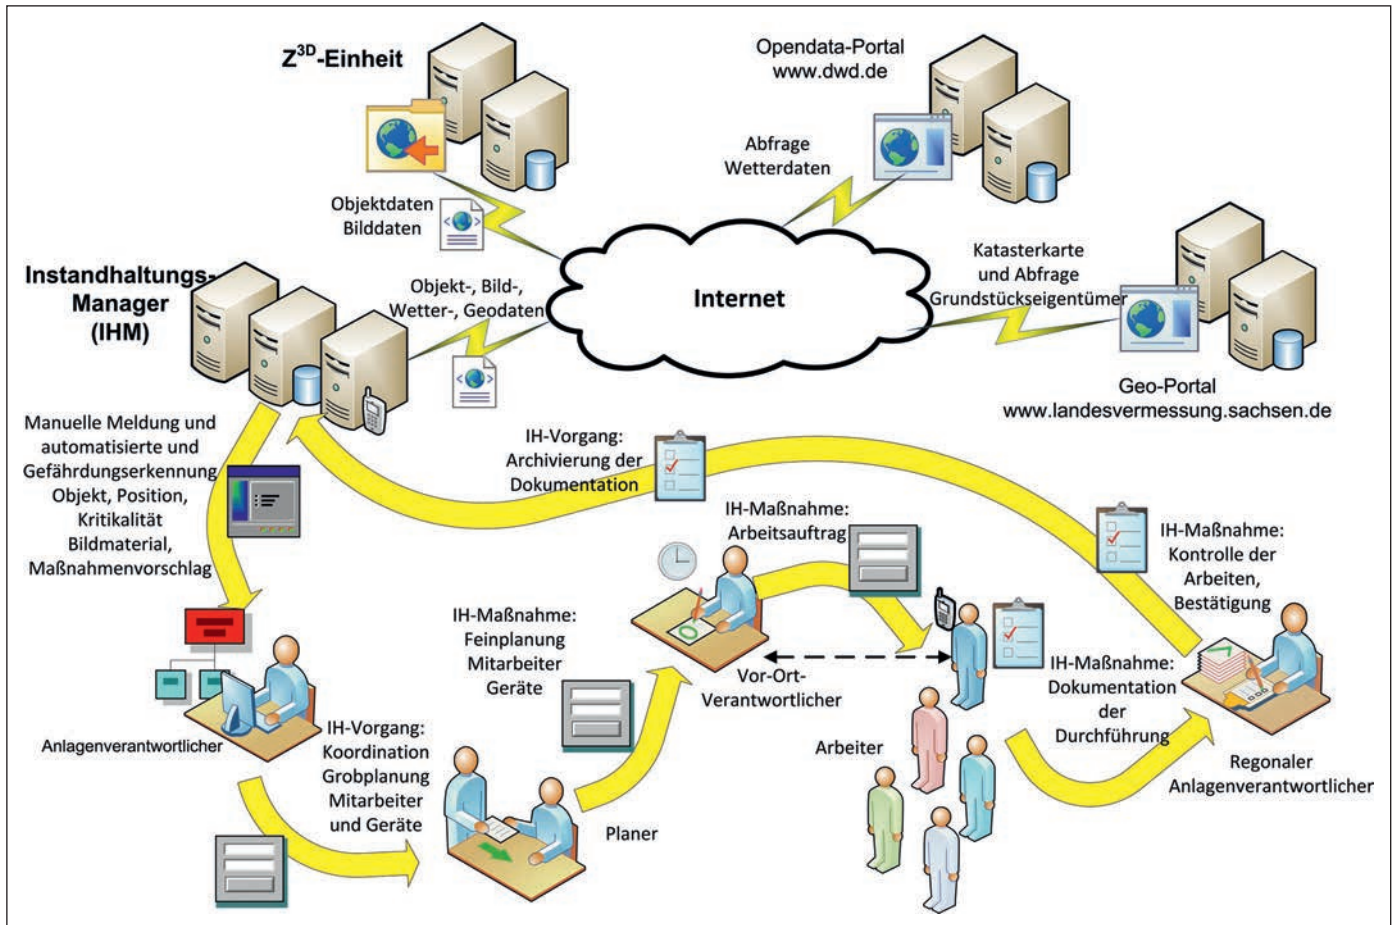 Z3D-Einheit
Opendata-Portal
www.dwd.de
Abfrage
Wetterdaten
Objektdaten
Bilddaten
Katasterkarte
und Abfrage
Grundstückseigentümer
Instandhaltungs-
Manager
(IHM)
Objekt-, Bild-,
Wetter-, Geodaten
Internet
Geo-Portal
www.landesvermessung.sachsen.de
Manuelle Meldung und
automatisierte und
Gefährdungserkennung
Objekt, Position,
Kritikalität
Bildmaterial,
Maßnahmenvorschlag
IH-Vorgang:
Archivierung der
Dokumentation
IH-Maßnahme:
Arbeitsauftrag
IH-Maßnahme:
Kontrolle der
Arbeiten,
Bestätigung
IH-Maßnahme:
Feinplanung
Mitarbeiter
Geräte
Vor-Ort-
Verantwortlicher
IH-Maßnahme:
Dokumentation
der
Durchführung
Anlagenverantwortlicher
IH-Vorgang:
Koordination
Grobplanung
Mitarbeiter
und Geräte
Planer
Arbeiter
Regonaler
Anlagenverantwortlicher